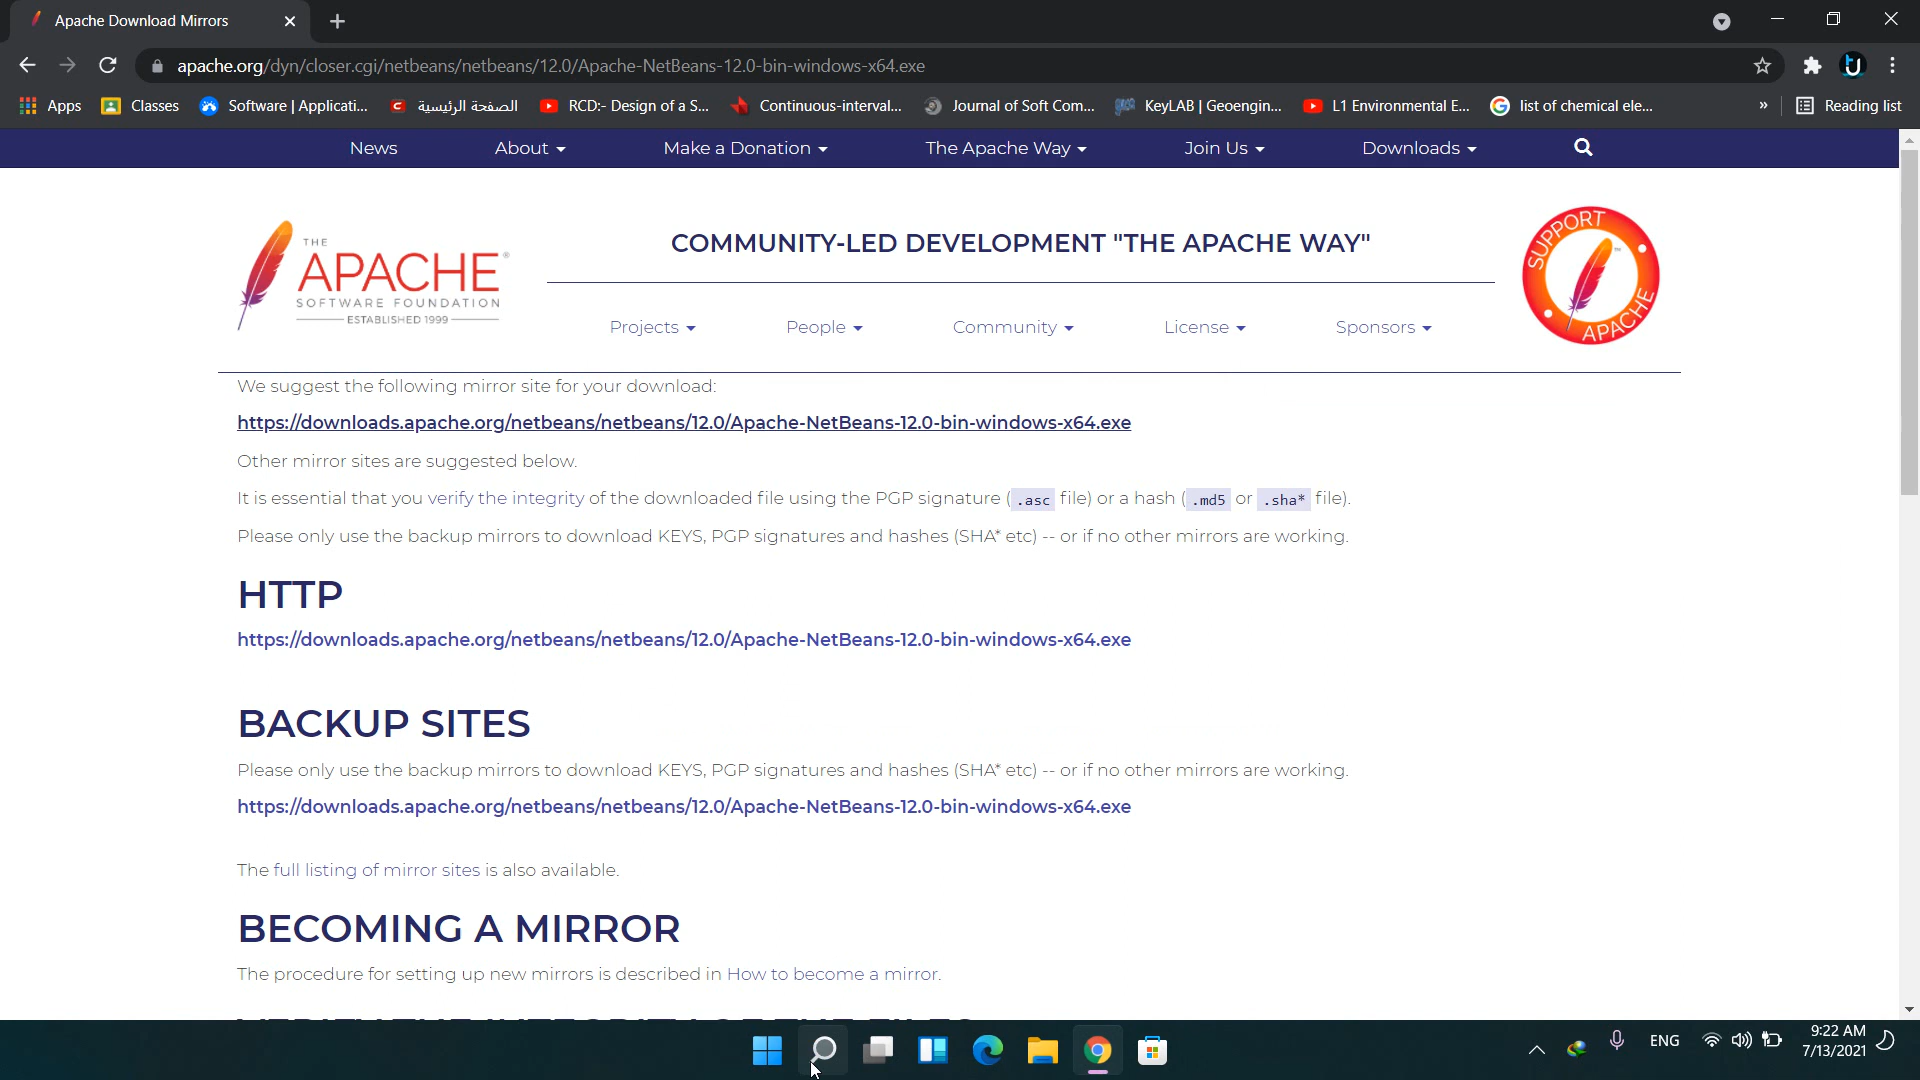 Apache Download Mirrors
apache.org/dyn/closer.cgi/netbeans/netbeans/12.0/Apache-NetBeans-12.0-bin-windows-x64.exe
Apps Classes Software | Applicati... الصفحة الرئيسية RCD:- Design of a S... Continuous-interval... Journal of Soft Com... KeyLAB | Geoengin... L1 Environmental E... list of chemical ele... » Reading list
News About Make a Donation The Apache Way Join Us Downloads
THE
APACHE
SOFTWARE FOUNDATION
ESTABLISHED 1999
COMMUNITY-LED DEVELOPMENT "THE APACHE WAY"
Projects People Community License Sponsors
SUPPORT
APACHE
We suggest the following mirror site for your download:
https://downloads.apache.org/netbeans/netbeans/12.0/Apache-NetBeans-12.0-bin-windows-x64.exe
Other mirror sites are suggested below.
It is essential that you verify the integrity of the downloaded file using the PGP signature ( .asc file) or a hash ( .md5 or .sha* file).
Please only use the backup mirrors to download KEYS, PGP signatures and hashes (SHA* etc) -- or if no other mirrors are working.
HTTP
https://downloads.apache.org/netbeans/netbeans/12.0/Apache-NetBeans-12.0-bin-windows-x64.exe
BACKUP SITES
Please only use the backup mirrors to download KEYS, PGP signatures and hashes (SHA* etc) -- or if no other mirrors are working.
https://downloads.apache.org/netbeans/netbeans/12.0/Apache-NetBeans-12.0-bin-windows-x64.exe
The full listing of mirror sites is also available.
BECOMING A MIRROR
The procedure for setting up new mirrors is described in How to become a mirror.
ENG
9:22 AM
7/13/2021